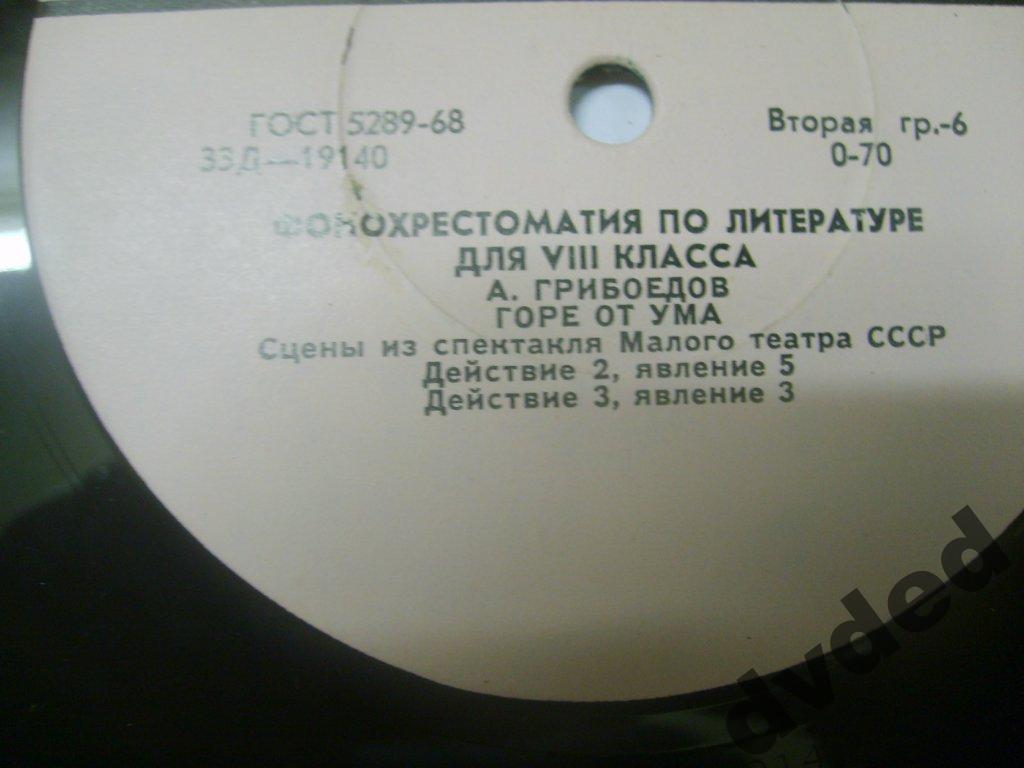 ГОСТ 5289-68 Вторая гр.-6
33Д—19140 0-70
ФОНОХРЕСТОМАТИЯ ПО ЛИТЕРАТУРЕ
ДЛЯ VIII КЛАССА
А. ГРИБОЕДОВ
ГОРЕ ОТ УМА
Сцены из спектакля Малого театра СССР
Действие 2, явление 5
Действие 3, явление 3
dvded